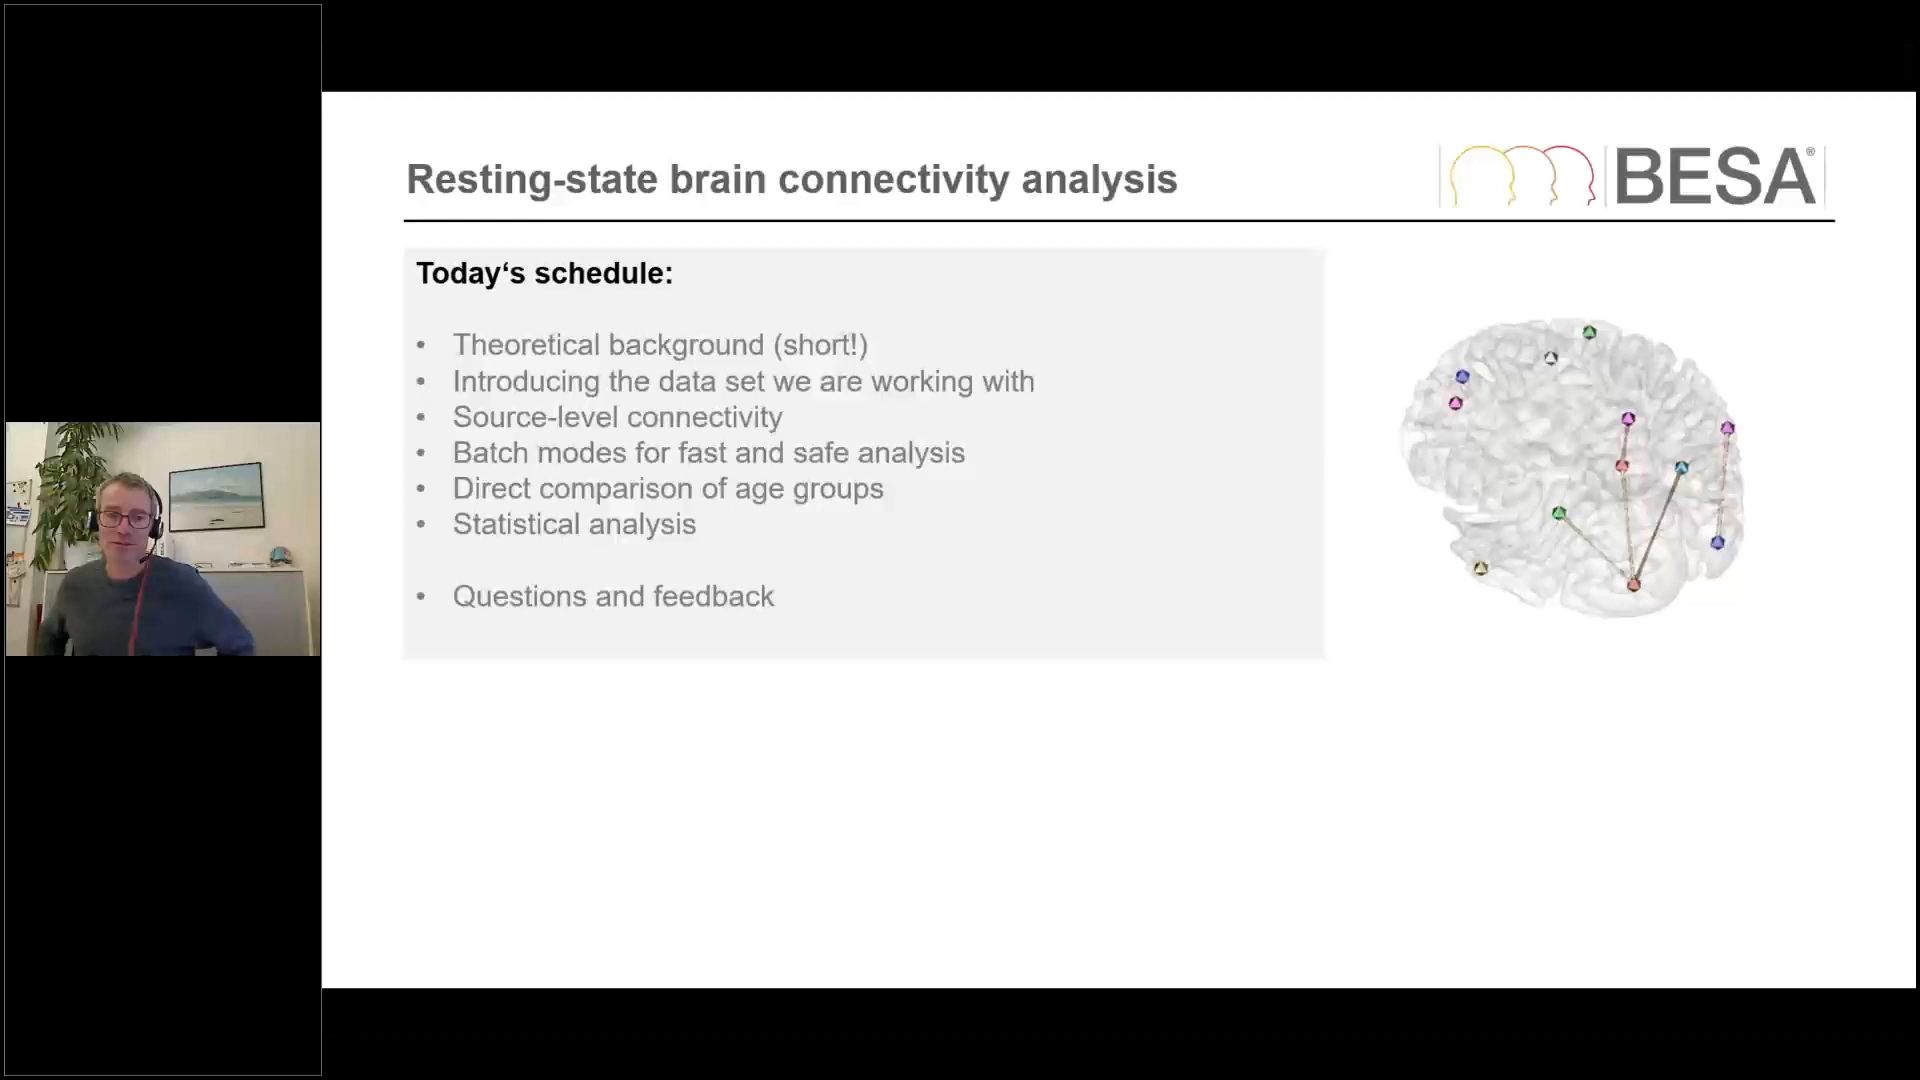 Resting-state brain connectivity analysis
BESA®
Today‘s schedule:
• Theoretical background (short!)
• Introducing the data set we are working with
• Source-level connectivity
• Batch modes for fast and safe analysis
• Direct comparison of age groups
• Statistical analysis
• Questions and feedback